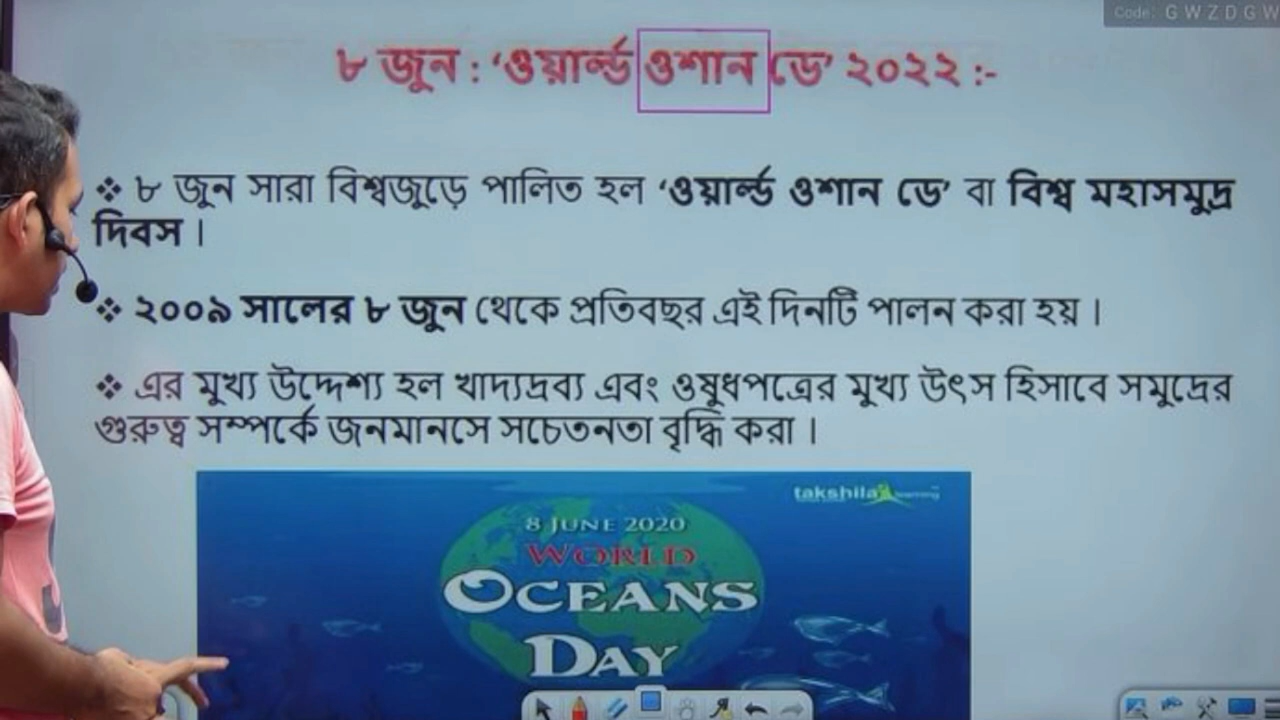 Code: G W Z D G W
৮ জুন : ‘ওয়ার্ল্ড ওশান ডে’ ২০২২ :-
❖ ৮ জুন সারা বিশ্বজুড়ে পালিত হল ‘ওয়ার্ল্ড ওশান ডে’ বা বিশ্ব মহাসমুদ্র
দিবস ।
❖ ২০০৯ সালের ৮ জুন থেকে প্রতিবছর এই দিনটি পালন করা হয় ।
❖ এর মুখ্য উদ্দেশ্য হল খাদ্যদ্রব্য এবং ওষুধপত্রের মুখ্য উৎস হিসাবে সমুদ্রের
গুরুত্ব সম্পর্কে জনমানসে সচেতনতা বৃদ্ধি করা ।
takshila learning
8 JUNE 2020
WORLD
OCEANS
DAY